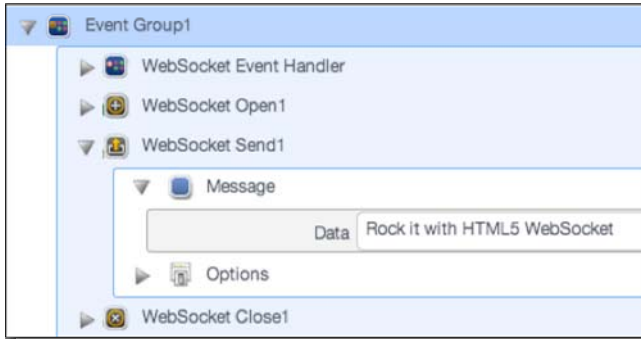 Event Group1
WebSocket Event Handler
WebSocket Open1
WebSocket Send1
Message
Data Rock it with HTML5 WebSocket
Options
WebSocket Close1